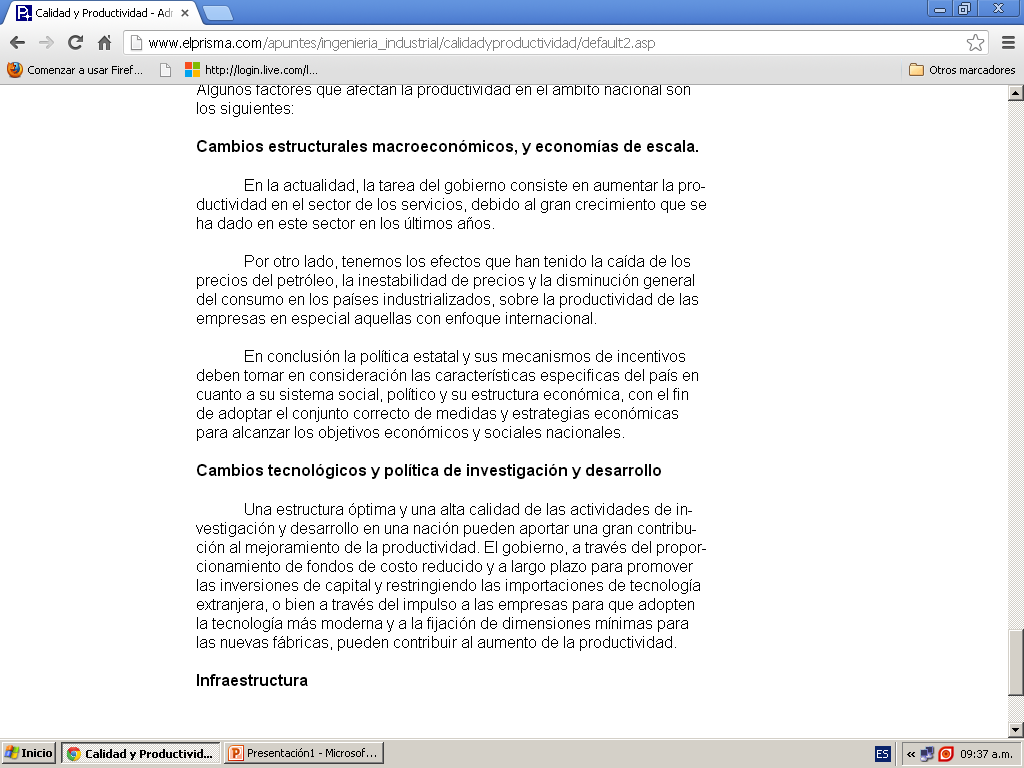 Calidad y Productividad - Adr
www.elprisma.com/apuntes/ingenieria_industrial/calidadyproductividad/default2.asp
Comenzar a usar Firef...
http://login.live.com/l...
Otros marcadores
Algunos factores que afectan la productividad en el ámbito nacional son
los siguientes:
Cambios estructurales macroeconómicos, y economías de escala.
En la actualidad, la tarea del gobierno consiste en aumentar la pro-
ductividad en el sector de los servicios, debido al gran crecimiento que se
ha dado en este sector en los últimos años.
Por otro lado, tenemos los efectos que han tenido la caída de los
precios del petróleo, la inestabilidad de precios y la disminución general
del consumo en los países industrializados, sobre la productividad de las
empresas en especial aquellas con enfoque internacional.
En conclusión la política estatal y sus mecanismos de incentivos
deben tomar en consideración las características especificas del país en
cuanto a su sistema social, político y su estructura económica, con el fin
de adoptar el conjunto correcto de medidas y estrategias económicas
para alcanzar los objetivos económicos y sociales nacionales.
Cambios tecnológicos y política de investigación y desarrollo
Una estructura óptima y una alta calidad de las actividades de in-
vestigación y desarrollo en una nación pueden aportar una gran contribu-
ción al mejoramiento de la productividad. El gobierno, a través del propor-
cionamiento de fondos de costo reducido y a largo plazo para promover
las inversiones de capital y restringiendo las importaciones de tecnología
extranjera, o bien a través del impulso a las empresas para que adopten
la tecnología más moderna y a la fijación de dimensiones mínimas para
las nuevas fábricas, pueden contribuir al aumento de la productividad.
Infraestructura
Inicio
Calidad y Productivid...
Presentación1 - Microsof...
ES
09:37 a.m.